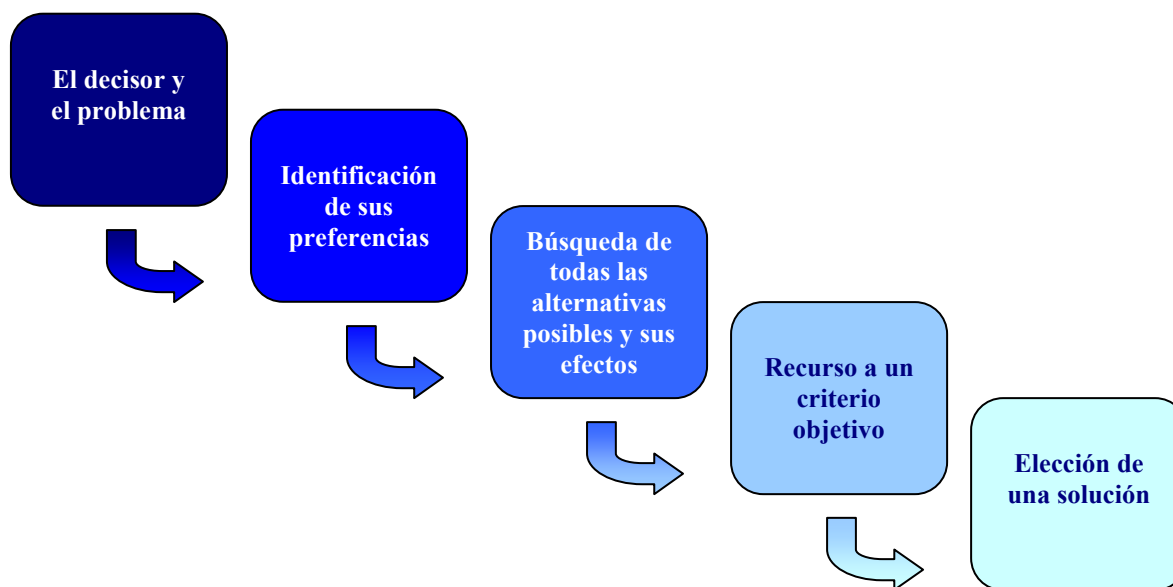 El decisor y
el problema
Identificación
de sus
preferencias
Búsqueda de
todas las
alternativas
posibles y sus
efectos
Recurso a un
criterio
objetivo
Elección de
una solución